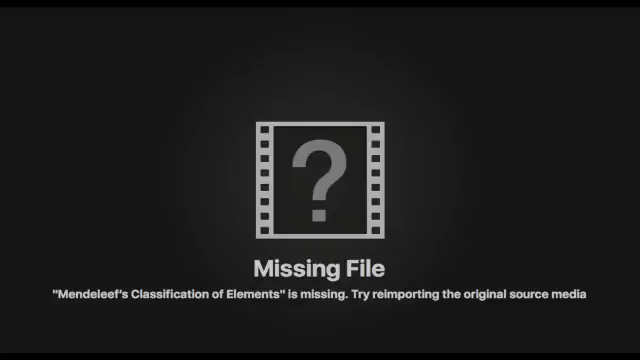 ?
Missing File
"Mendeleef's Classification of Elements" is missing. Try reimporting the original source media